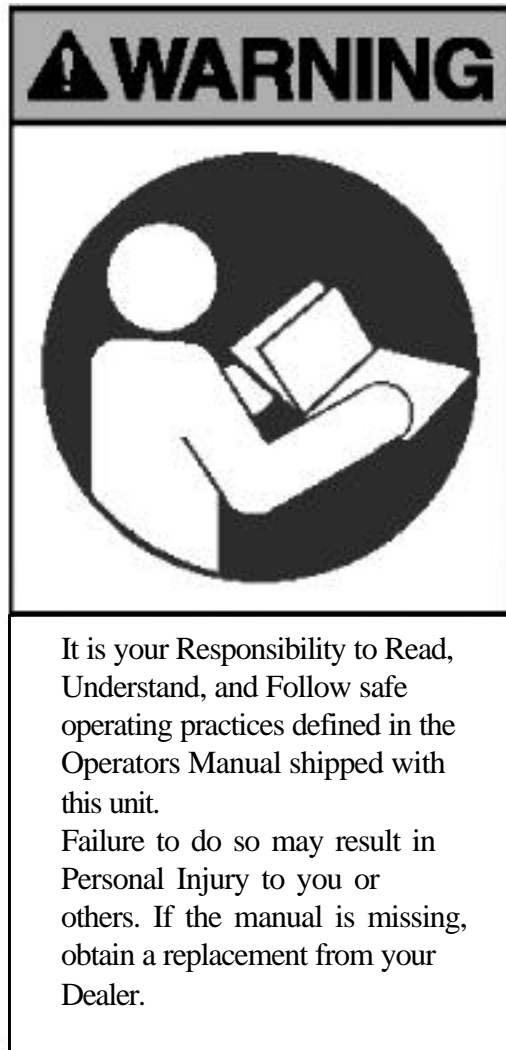 WARNING
It is your Responsibility to Read,
Understand, and Follow safe
operating practices defined in the
Operators Manual shipped with
this unit.
Failure to do so may result in
Personal Injury to you or
others. If the manual is missing,
obtain a replacement from your
Dealer.